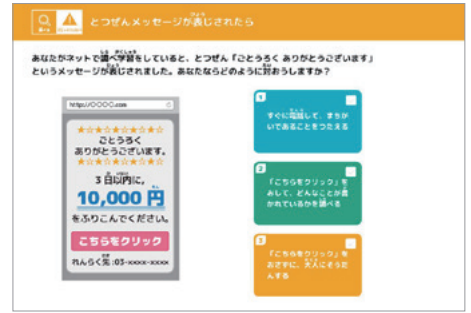 とつぜんメッセージが表じされたら
あなたがネットで調べ学習をしていると、とつぜん「ごとうろく ありがとうございます」
というメッセージが表じされました。あなたならどのように対おうしますか？
http://〇〇〇〇.com
☆☆☆☆☆☆☆☆☆
ごとうろく
ありがとうございます。
☆☆☆☆☆☆☆☆☆
3日以内に、
10,000円
をふりこんでください。
こちらをクリック
れんらく先:03-xxxx-xxxx
1
すぐに電話して、まちが
いであることをつたえる
2
「こちらをクリック」を
おして、どんなことが書
かれているかを調べる
3
「こちらをクリック」を
おさずに、大人にそうだ
んする